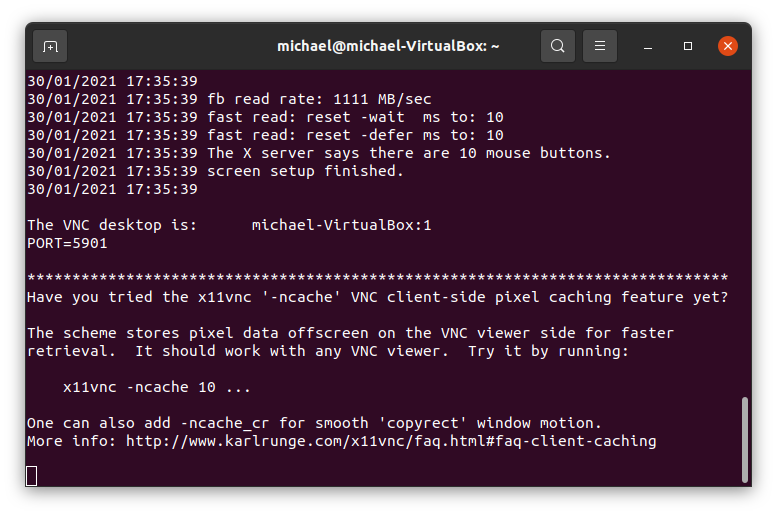 michael@michael-VirtualBox: ~
30/01/2021 17:35:39
30/01/2021 17:35:39 fb read rate: 1111 MB/sec
30/01/2021 17:35:39 fast read: reset -wait  ms to: 10
30/01/2021 17:35:39 fast read: reset -defer ms to: 10
30/01/2021 17:35:39 The X server says there are 10 mouse buttons.
30/01/2021 17:35:39 screen setup finished.
30/01/2021 17:35:39
The VNC desktop is:      michael-VirtualBox:1
PORT=5901
******************************************************************************
Have you tried the x11vnc '-ncache' VNC client-side pixel caching feature yet?
The scheme stores pixel data offscreen on the VNC viewer side for faster
retrieval.  It should work with any VNC viewer.  Try it by running:
    x11vnc -ncache 10 ...
One can also add -ncache_cr for smooth 'copyrect' window motion.
More info: http://www.karlrunge.com/x11vnc/faq.html#faq-client-caching